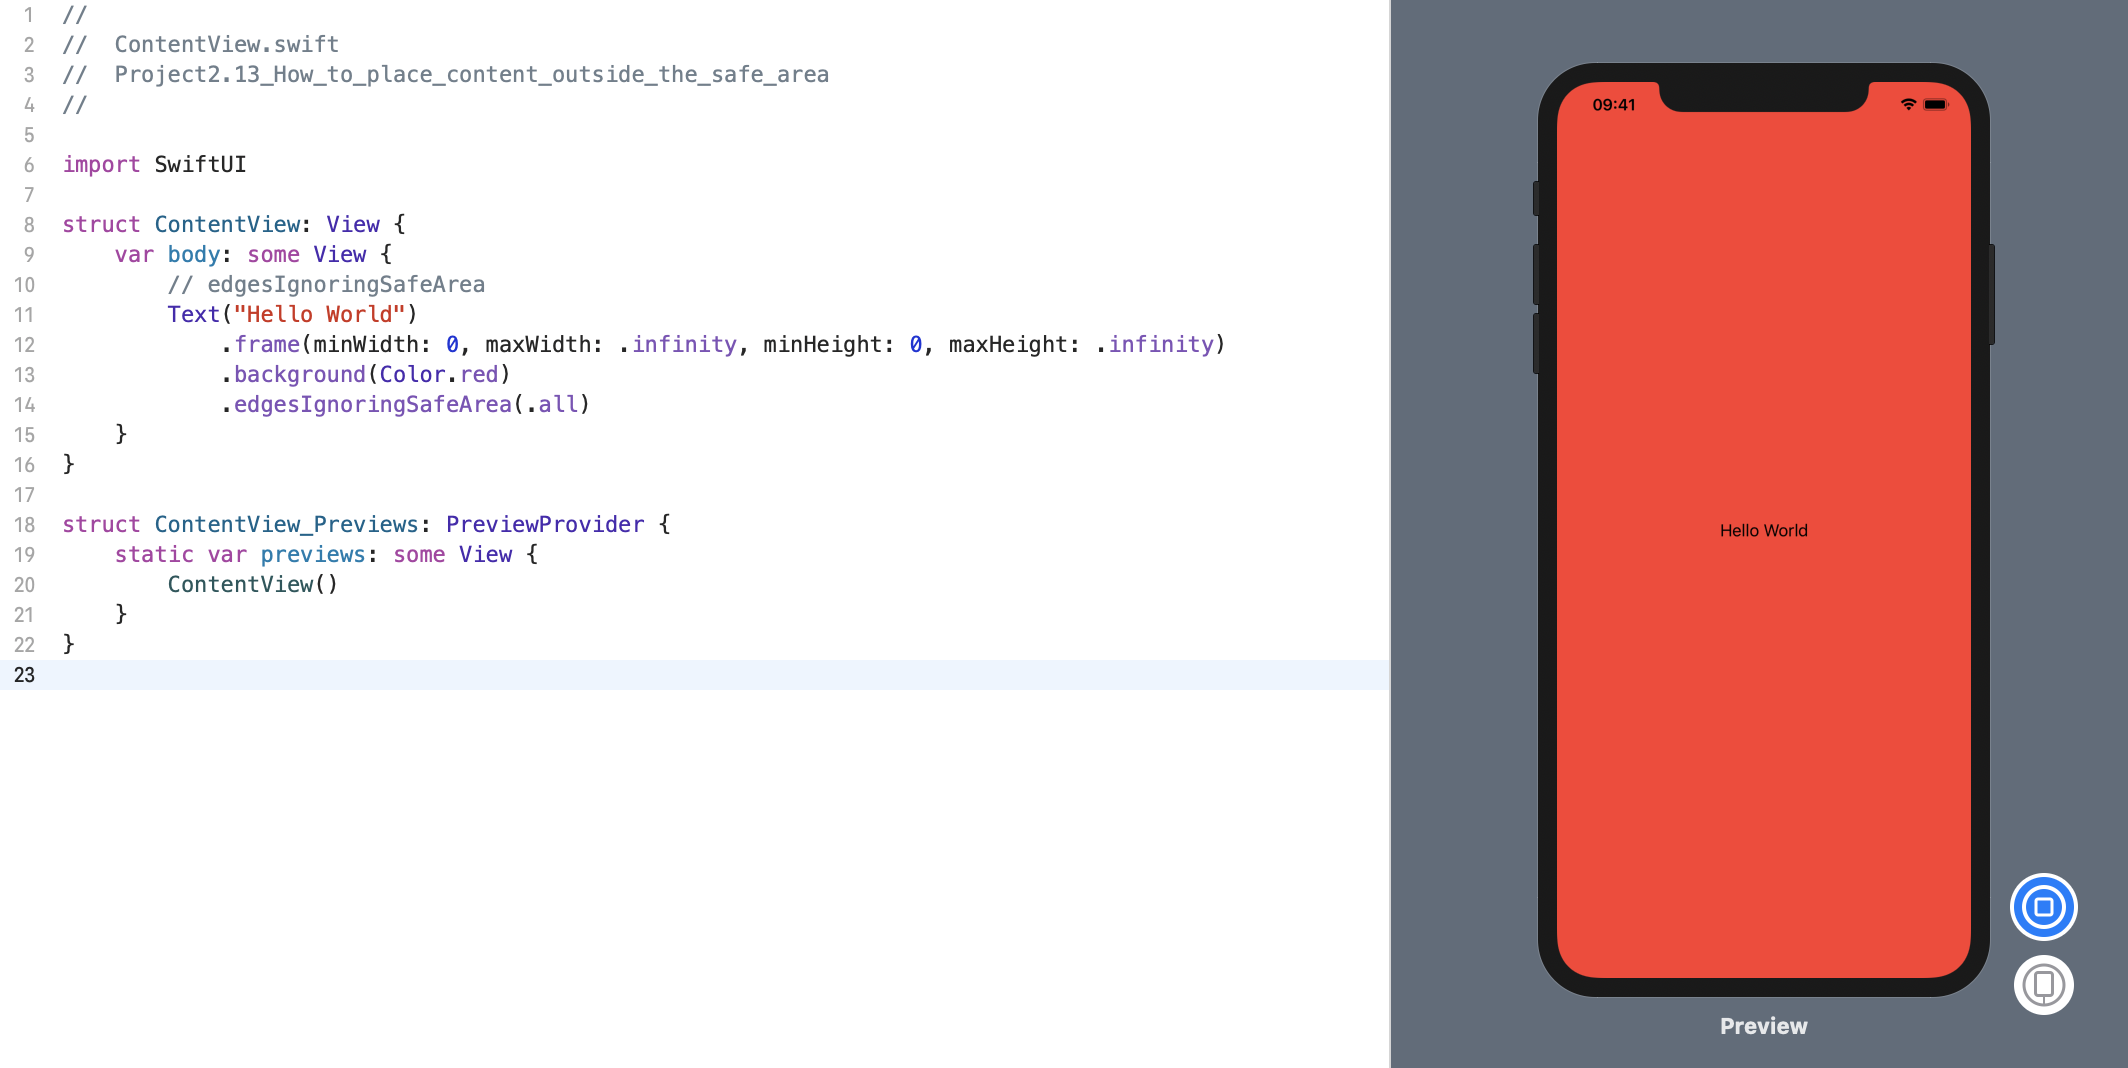 1 //
2 //  ContentView.swift
3 //  Project2.13_How_to_place_content_outside_the_safe_area
4 //
5
6 import SwiftUI
7
8 struct ContentView: View {
9     var body: some View {
10         // edgesIgnoringSafeArea
11         Text("Hello World")
12             .frame(minWidth: 0, maxWidth: .infinity, minHeight: 0, maxHeight: .infinity)
13             .background(Color.red)
14             .edgesIgnoringSafeArea(.all)
15     }
16 }
17
18 struct ContentView_Previews: PreviewProvider {
19     static var previews: some View {
20         ContentView()
21     }
22 }
23
09:41
Hello World
Preview